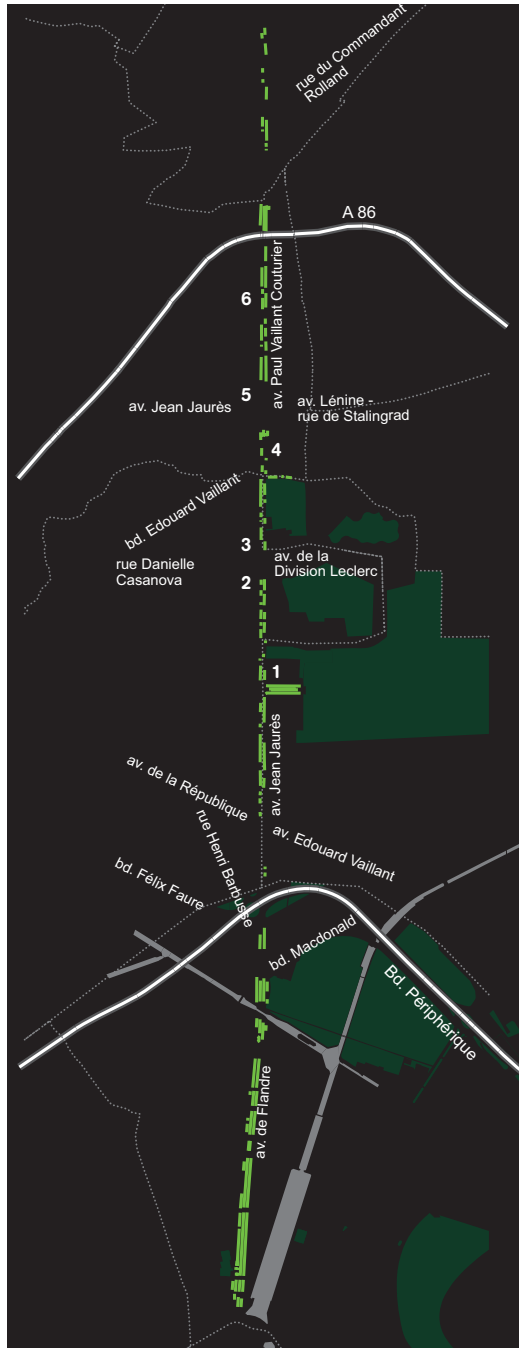 rue du Commandant
Rolland
A 86
av. Paul Vaillant Couturier
6
5
av. Jean Jaurès
av. Lénine -
rue de Stalingrad
4
bd. Edouard Vaillant
3
rue Danielle
Casanova
av. de la
Division Leclerc
2
1
av. Jean Jaurès
av. de la République
rue Henri Barbusse
av. Edouard Vaillant
bd. Félix Faure
bd. Macdonald
Bd. Périphérique
av. de Flandre